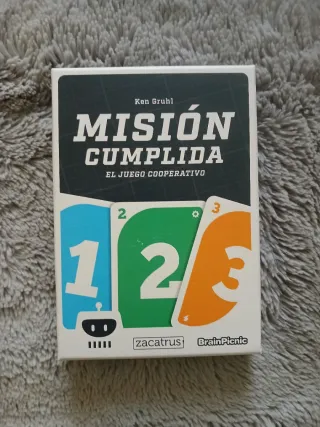 Ken Gruhl
MISIÓN
CUMPLIDA
EL JUEGO COOPERATIVO
1
2
2
3
3
zacatrus
BrainPicnic